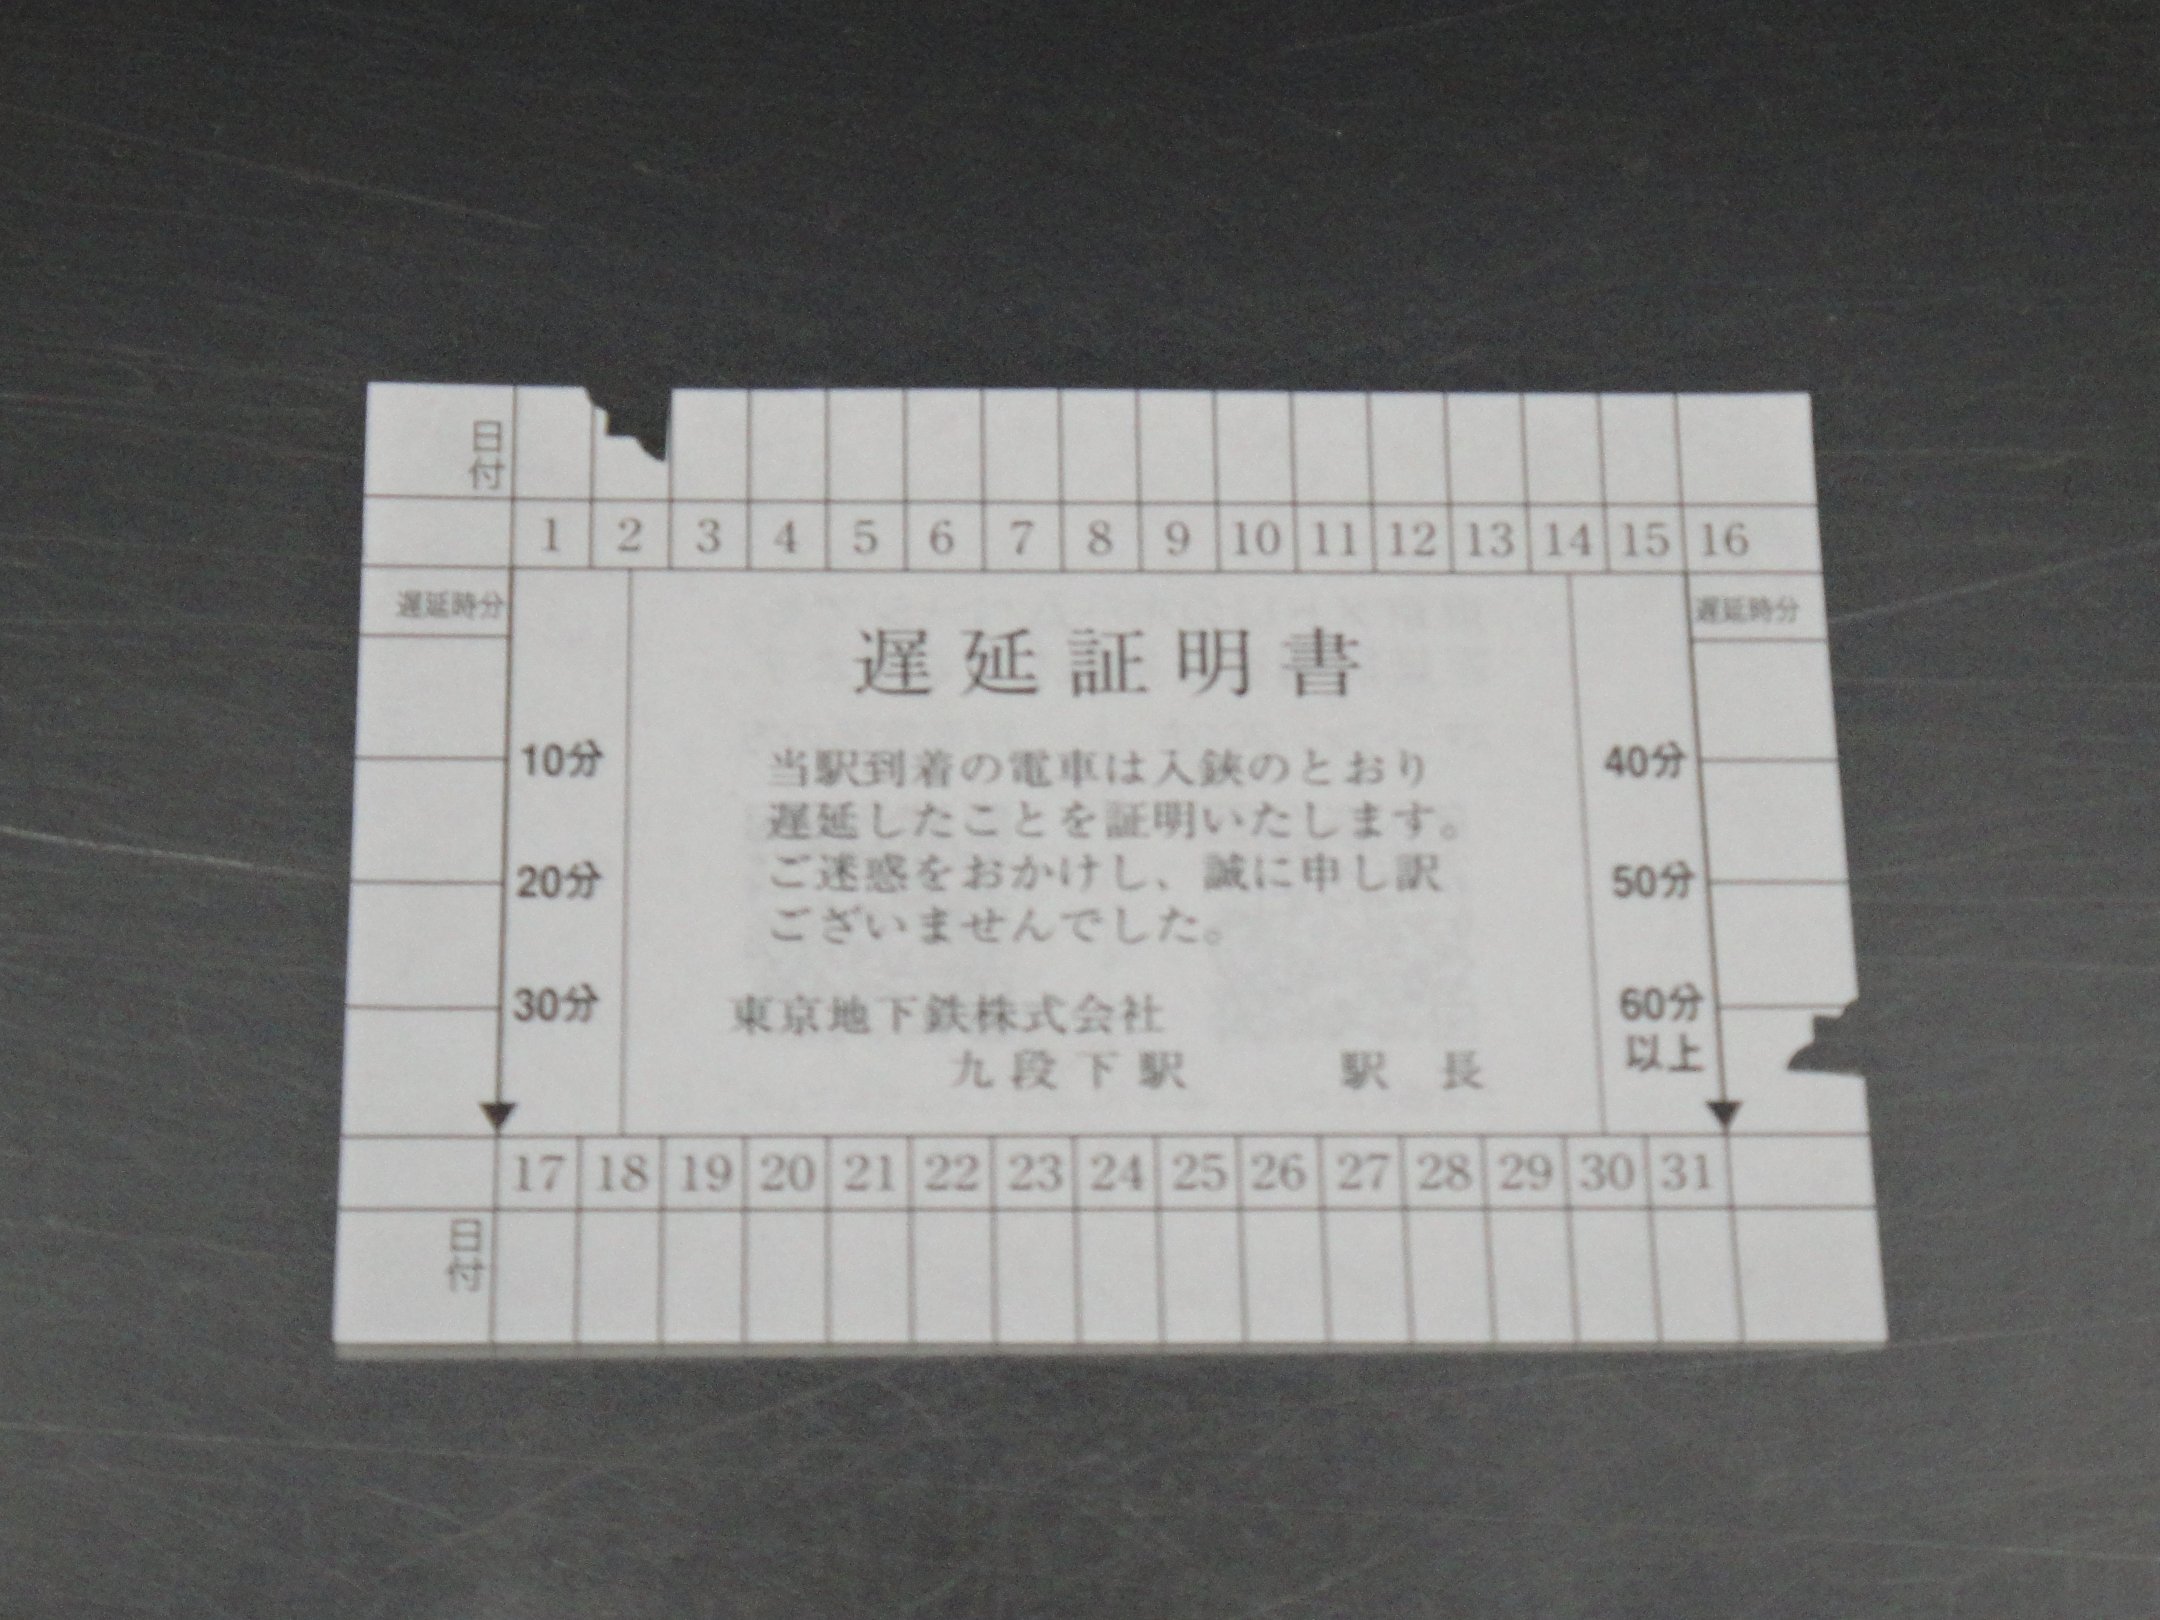 日付
1 2 3 4 5 6 7 8 9 10 11 12 13 14 15 16
遅延時分
遅延時分
遅延証明書
10分
20分
30分
当駅到着の電車は入鋏のとおり
遅延したことを証明いたします。
ご迷惑をおかけし、誠に申し訳
ございませんでした。
東京地下鉄株式会社
九段下駅 駅長
40分
50分
60分
以上
17 18 19 20 21 22 23 24 25 26 27 28 29 30 31
日付